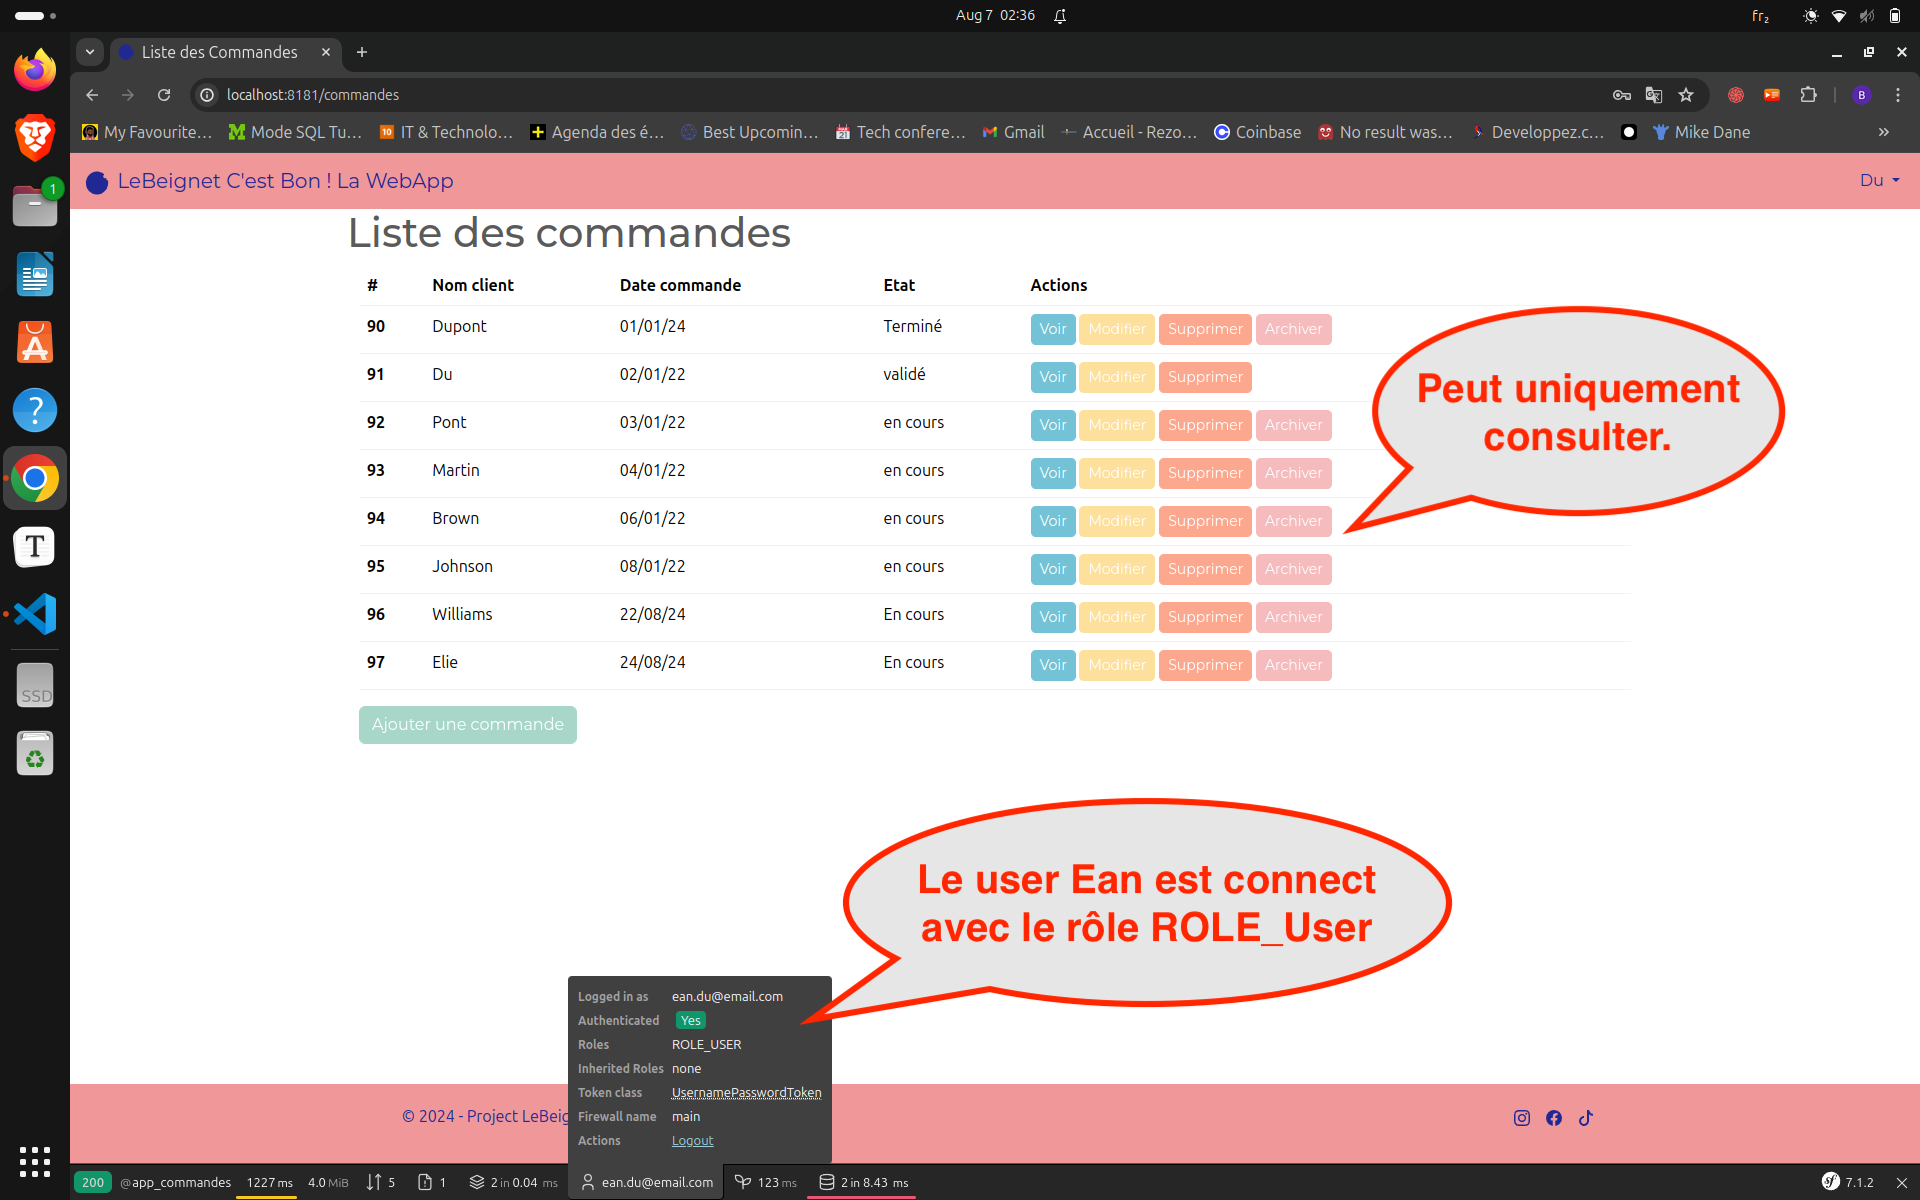 Aug 7 02:36
fr₂
Liste des Commandes
localhost:8181/commandes
B
My Favourite...
Mode SQL Tu...
IT & Technolo...
Agenda des é...
Best Upcomin...
Tech confere...
Gmail
Accueil - Rezo...
Coinbase
No result was...
Developpez.c...
Mike Dane
1
LeBeignet C'est Bon ! La WebApp
Du
Liste des commandes
# Nom client Date commande Etat Actions
90 Dupont 01/01/24 Terminé Voir Modifier Supprimer Archiver
91 Du 02/01/22 validé Voir Modifier Supprimer
92 Pont 03/01/22 en cours Voir Modifier Supprimer Archiver
93 Martin 04/01/22 en cours Voir Modifier Supprimer Archiver
94 Brown 06/01/22 en cours Voir Modifier Supprimer Archiver
95 Johnson 08/01/22 en cours Voir Modifier Supprimer Archiver
96 Williams 22/08/24 En cours Voir Modifier Supprimer Archiver
97 Elie 24/08/24 En cours Voir Modifier Supprimer Archiver
Ajouter une commande
Peut uniquement
consulter.
Le user Ean est connect
avec le rôle ROLE_User
SSD
Logged in as ean.du@email.com
Authenticated Yes
Roles ROLE_USER
Inherited Roles none
Token class UsernamePasswordToken
Firewall name main
Actions Logout
© 2024 - Project LeBeig
200 @app_commandes 1227 ms 4.0 MiB 5 1 2 in 0.04 ms ean.du@email.com 123 ms 2 in 8.43 ms sf 7.1.2